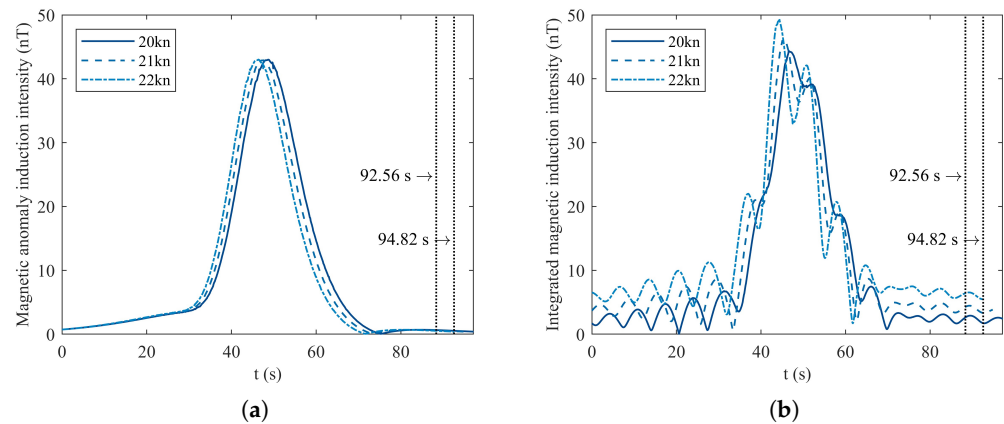 Magnetic anomaly induction intensity (nT)
50
40
30
20
10
0
20kn
21kn
22kn
92.56 s →
94.82 s →
0 20 40 60 80
t (s)
(a)
Integrated magnetic induction intensity (nT)
50
40
30
20
10
0
20kn
21kn
22kn
92.56 s →
94.82 s →
0 20 40 60 80
t (s)
(b)